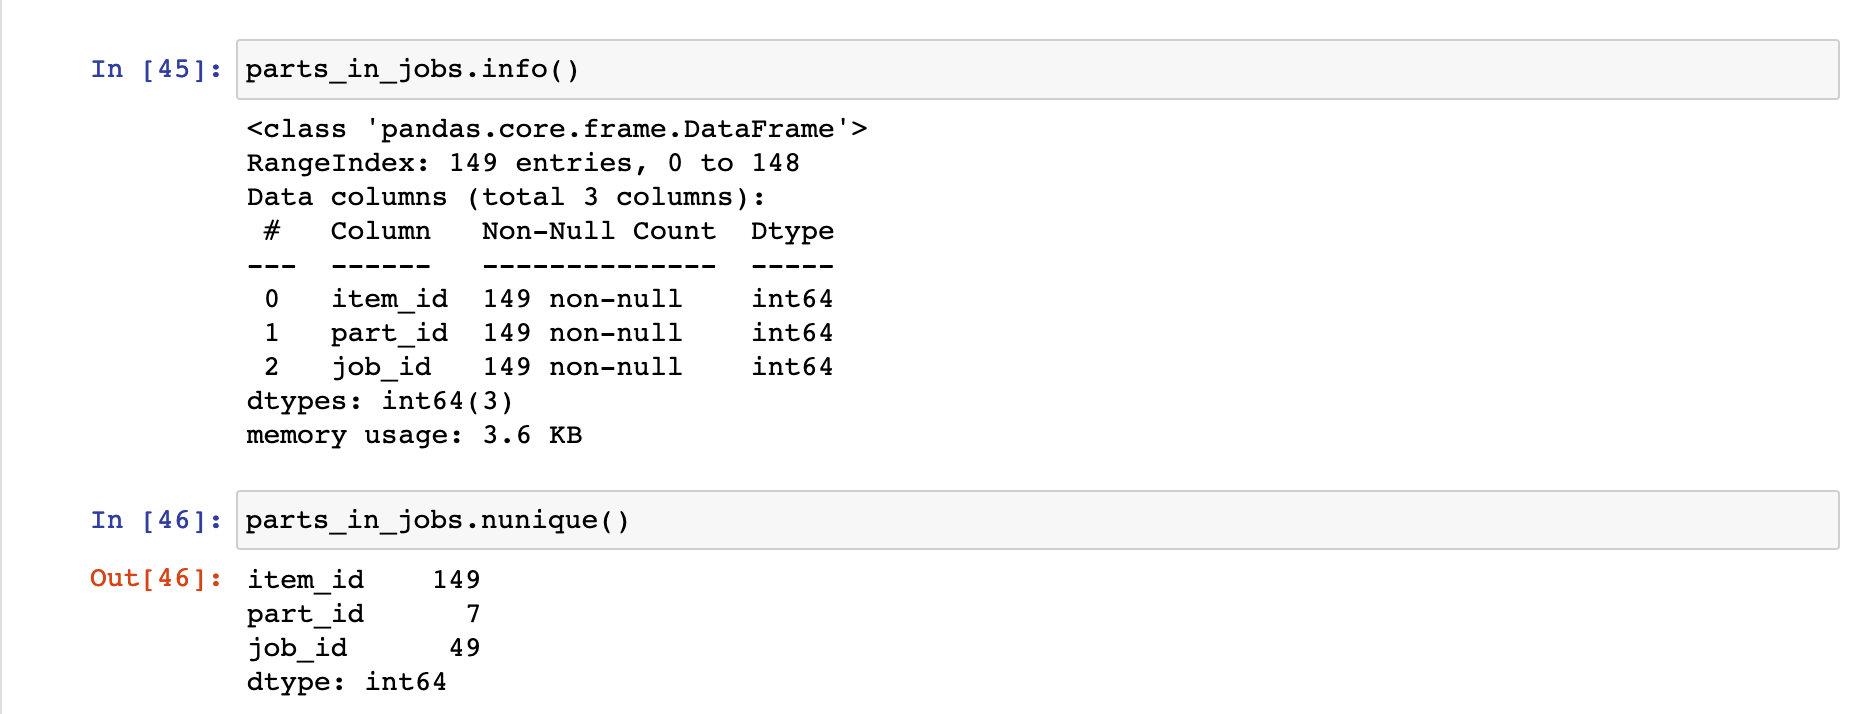 In [45]: parts_in_jobs.info()
<class 'pandas.core.frame.DataFrame'>
RangeIndex: 149 entries, 0 to 148
Data columns (total 3 columns):
 #   Column   Non-Null Count  Dtype
---  ------   --------------  -----
 0   item_id  149 non-null    int64
 1   part_id  149 non-null    int64
 2   job_id   149 non-null    int64
dtypes: int64(3)
memory usage: 3.6 KB
In [46]: parts_in_jobs.nunique()
Out[46]: item_id    149
part_id      7
job_id      49
dtype: int64